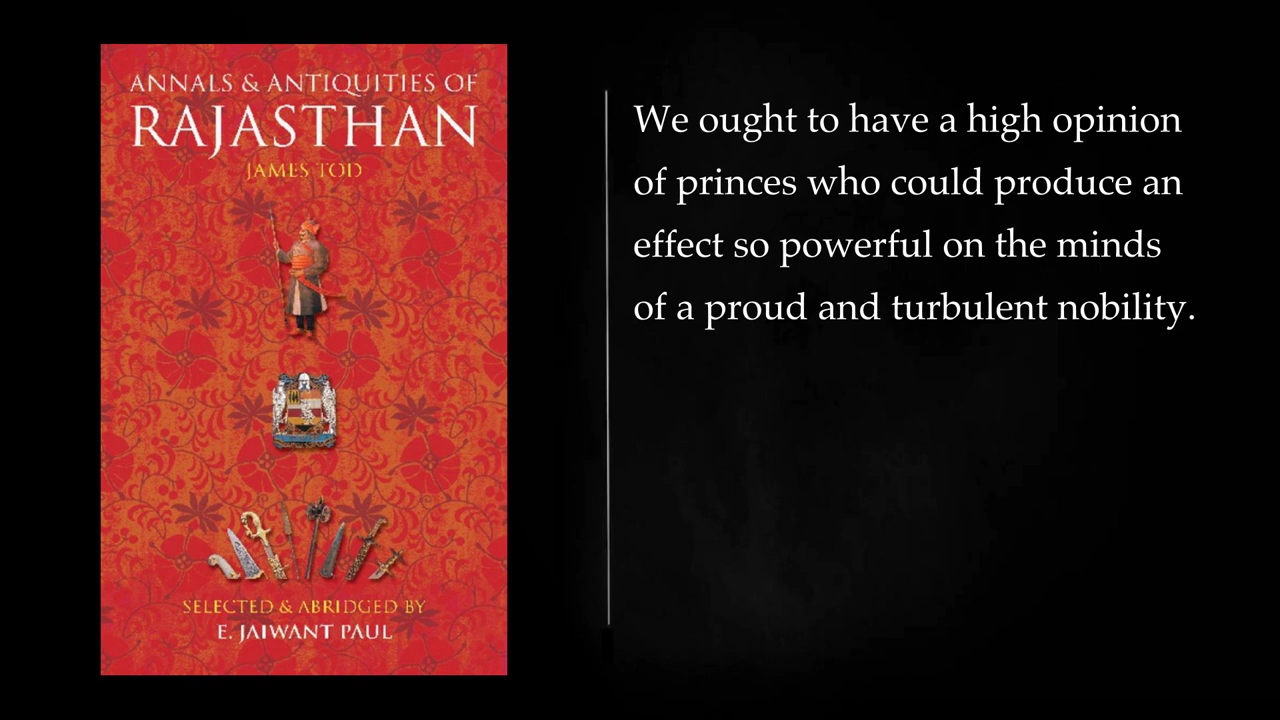 ANNALS & ANTIQUITIES OF
RAJASTHAN
JAMES TOD
SELECTED & ABRIDGED BY
E. JAIWANT PAUL
We ought to have a high opinion
of princes who could produce an
effect so powerful on the minds
of a proud and turbulent nobility.